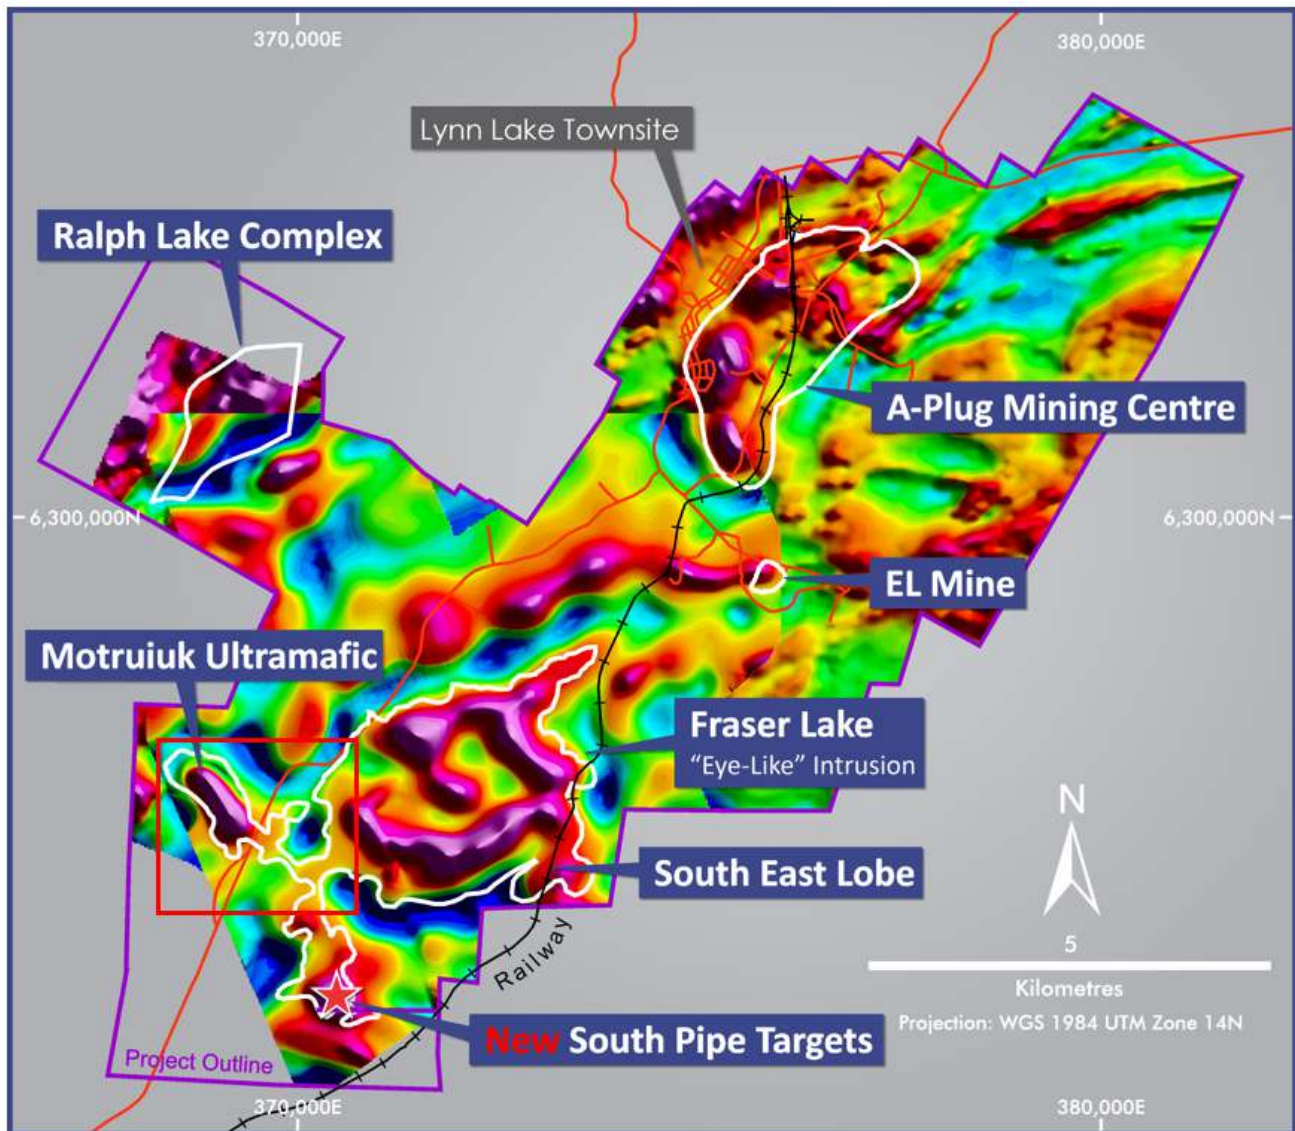 370,000E
380,000E
Lynn Lake Townsite
Ralph Lake Complex
A-Plug Mining Centre
6,300,000N
6,300,000N
EL Mine
Motruiuk Ultramafic
Fraser Lake
“Eye-Like” Intrusion
South East Lobe
N
5
Kilometres
Projection: WGS 1984 UTM Zone 14N
Railway
New South Pipe Targets
Project Outline
370,000E
380,000E